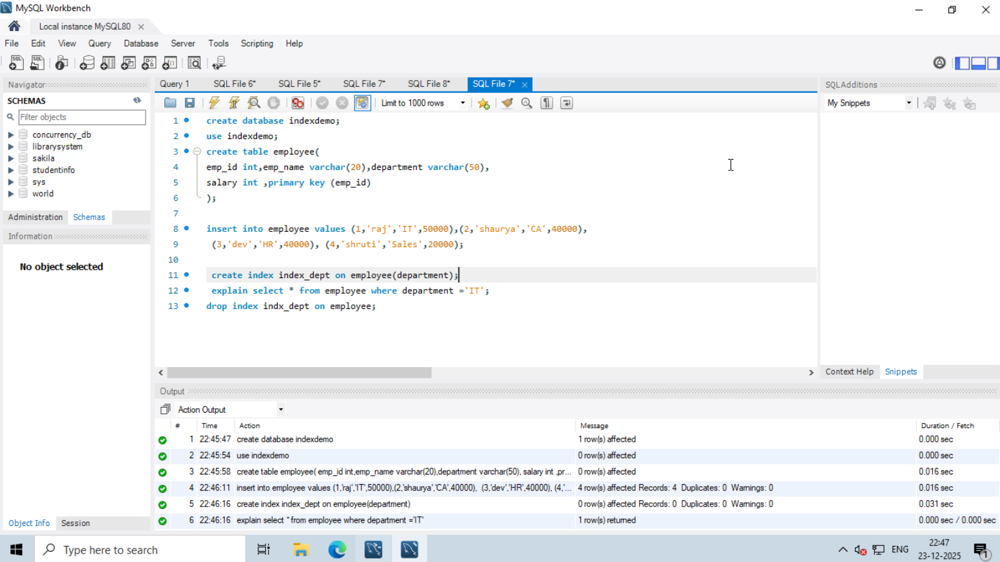 MySQL Workbench
Local instance MySQL80
File Edit View Query Database Server Tools Scripting Help
Navigator
SCHEMAS
Filter objects
concurrency_db
librarysystem
sakila
studentinfo
sys
world
Administration Schemas
Information
No object selected
Object Info Session
Query 1 SQL File 6* SQL File 5* SQL File 7* SQL File 8* SQL File 7*
Limit to 1000 rows
1 create database indexdemo;
2 use indexdemo;
3 create table employee(
4 emp_id int,emp_name varchar(20),department varchar(50),
5 salary int ,primary key (emp_id)
6 );
7
8 insert into employee values (1,'raj','IT',50000),(2,'shaurya','CA',40000),
9 (3,'dev','HR',40000), (4,'shruti','Sales',20000);
10
11 create index index_dept on employee(department);
12 explain select * from employee where department ='IT';
13 drop index indx_dept on employee;
SQLAdditions
My Snippets
Context Help Snippets
Output
Action Output
# Time Action Message Duration / Fetch
1 22:45:47 create database indexdemo 1 row(s) affected 0.000 sec
2 22:45:54 use indexdemo 0 row(s) affected 0.000 sec
3 22:45:58 create table employee( emp_id int,emp_name varchar(20),department varchar(50), salary int ,pr... 0 row(s) affected 0.016 sec
4 22:46:11 insert into employee values (1,'raj','IT',50000),(2,'shaurya','CA',40000), (3,'dev','HR',40000), (4,'... 4 row(s) affected Records: 4 Duplicates: 0 Warnings: 0 0.016 sec
5 22:46:16 create index index_dept on employee(department) 0 row(s) affected Records: 0 Duplicates: 0 Warnings: 0 0.031 sec
6 22:46:16 explain select * from employee where department ='IT' 1 row(s) returned 0.000 sec / 0.000 sec
Type here to search
ENG
22:47
23-12-2025
1